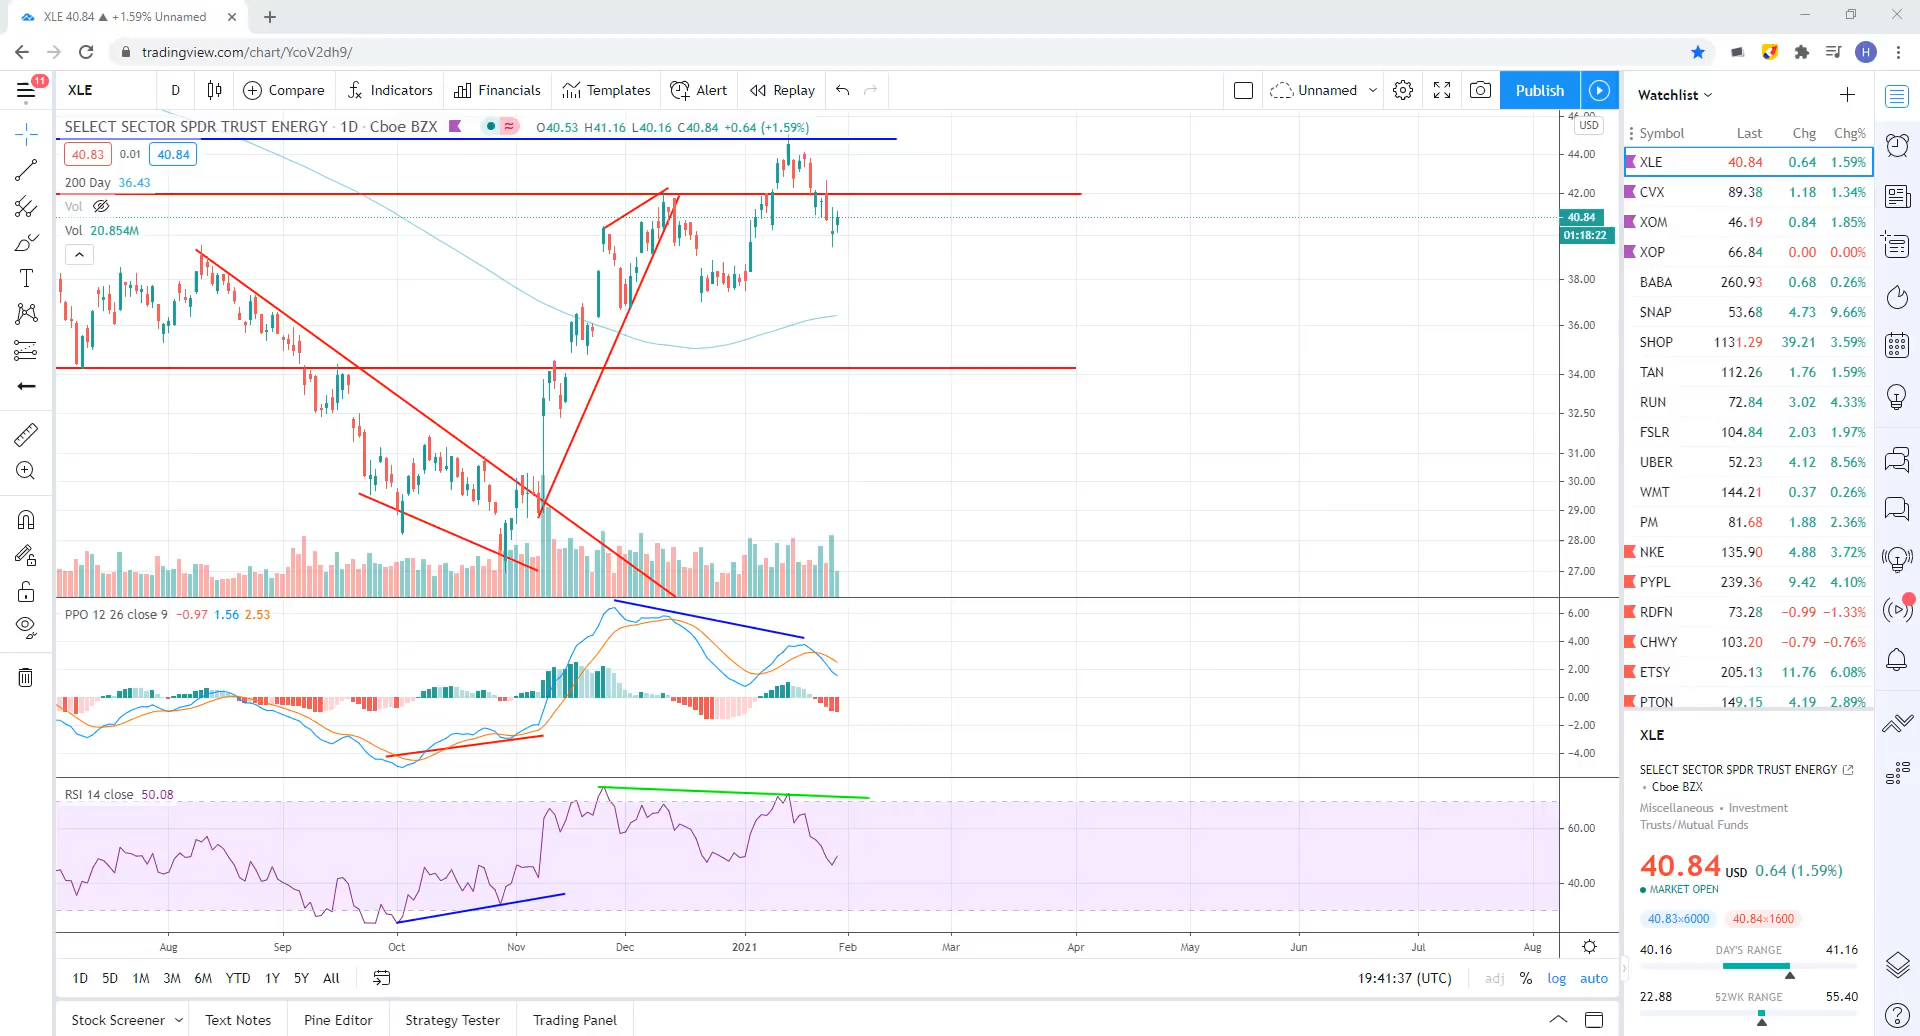 XLE 40.84 ▲ +1.59% Unnamed
tradingview.com/chart/YcoV2dh9/
H
11
XLE D Compare Indicators Financials Templates Alert Replay Unnamed Publish
SELECT SECTOR SPDR TRUST ENERGY · 1D · Cboe BZX O40.53 H41.16 L40.16 C40.84 +0.64 (+1.59%)
40.83 0.01 40.84
200 Day 36.43
Vol
Vol 20.854M
USD
46.00
44.00
42.00
40.84
01:18:22
38.00
36.00
34.00
32.50
31.00
30.00
29.00
28.00
27.00
PPO 12 26 close 9 −0.97 1.56 2.53
6.00
4.00
2.00
0.00
−2.00
−4.00
RSI 14 close 50.08
60.00
40.00
Aug Sep Oct Nov Dec 2021 Feb Mar Apr May Jun Jul Aug
1D 5D 1M 3M 6M YTD 1Y 5Y All
19:41:37 (UTC) adj % log auto
Stock Screener Text Notes Pine Editor Strategy Tester Trading Panel
Watchlist
Symbol Last Chg Chg%
XLE 40.84 0.64 1.59%
CVX 89.38 1.18 1.34%
XOM 46.19 0.84 1.85%
XOP 66.84 0.00 0.00%
BABA 260.93 0.68 0.26%
SNAP 53.68 4.73 9.66%
SHOP 1131.29 39.21 3.59%
TAN 112.26 1.76 1.59%
RUN 72.84 3.02 4.33%
FSLR 104.84 2.03 1.97%
UBER 52.23 4.12 8.56%
WMT 144.21 0.37 0.26%
PM 81.68 1.88 2.36%
NKE 135.90 4.88 3.72%
PYPL 239.36 9.42 4.10%
RDFN 73.28 −0.99 −1.33%
CHWY 103.20 −0.79 −0.76%
ETSY 205.13 11.76 6.08%
PTON 149.15 4.19 2.89%
XLE
SELECT SECTOR SPDR TRUST ENERGY
• Cboe BZX
Miscellaneous • Investment
Trusts/Mutual Funds
40.84 USD 0.64 (1.59%)
MARKET OPEN
40.83×6000 40.84×1600
40.16 DAY'S RANGE 41.16
22.88 52WK RANGE 55.40